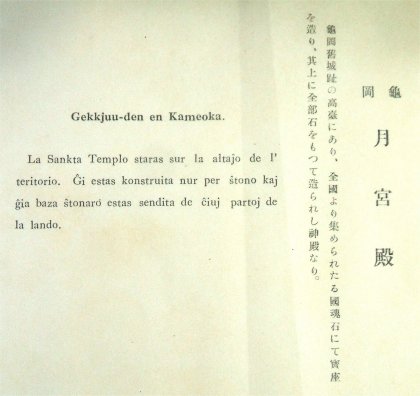 Gekkjuu-den en Kameoka.
La Sankta Templo staras sur la altajo de l'
teritorio. Ĝi estas konstruita nur per ŝtono kaj
ĝia baza ŝtonaro estas sendita de ĉiuj partoj de
la lando.
龜岡
月宮殿
龜岡舊城趾の高臺にあり、全國より集められたる國魂石にて寳座
を造り、其上に全部石をもつて造られし神殿なり。